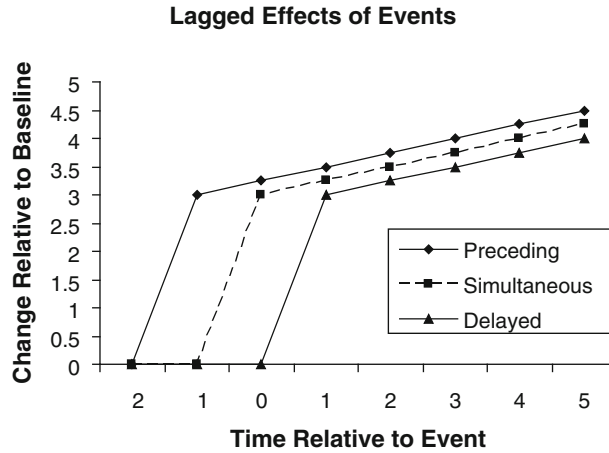 Lagged Effects of Events
Change Relative to Baseline
5
4.5
4
3.5
3
2.5
2
1.5
1
0.5
0
2 1 0 1 2 3 4 5
Time Relative to Event
Preceding
Simultaneous
Delayed